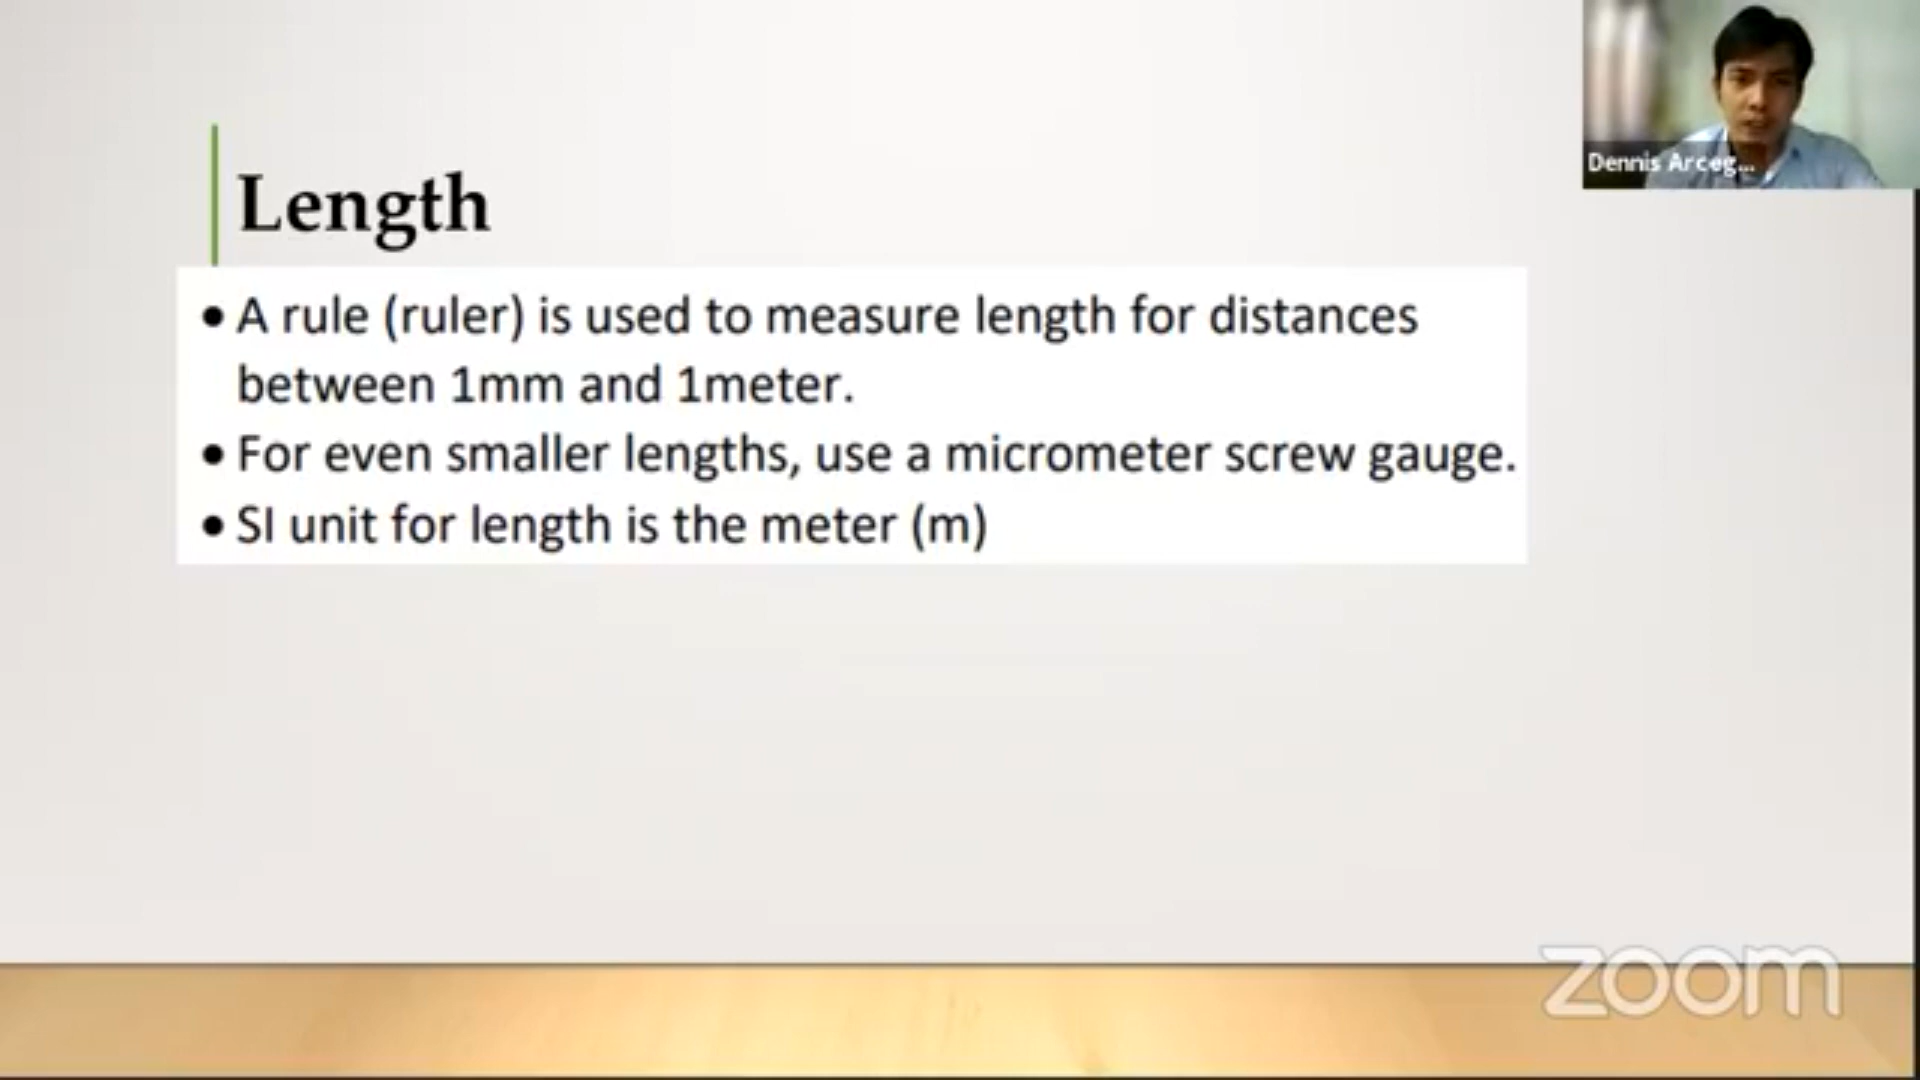 Dennis Arceg...
Length
• A rule (ruler) is used to measure length for distances
between 1mm and 1meter.
• For even smaller lengths, use a micrometer screw gauge.
• SI unit for length is the meter (m)
zoom